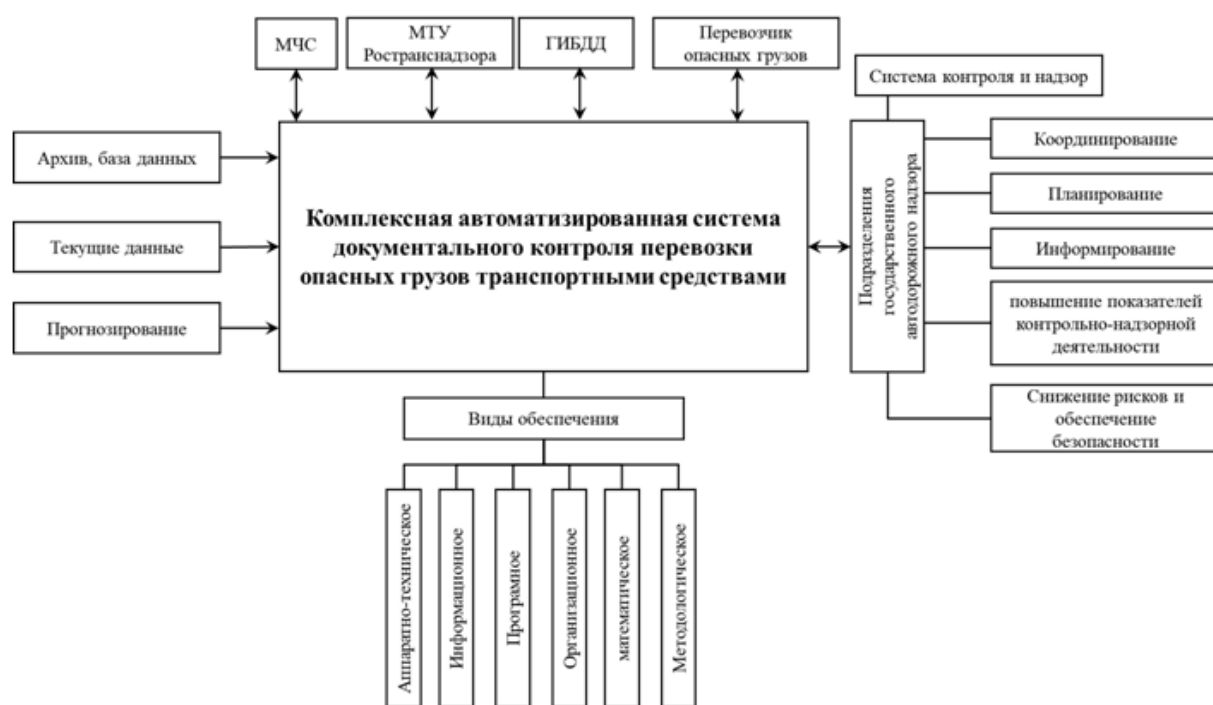 МЧС
МТУ
Ространснадзора
ГИБДД
Перевозчик
опасных грузов
Система контроля и надзор
Архив, база данных
Текущие данные
Прогнозирование
Комплексная автоматизированная система
документального контроля перевозки
опасных грузов транспортными средствами
Подразделения
государственного
автодорожного надзора
Координирование
Планирование
Информирование
повышение показателей
контрольно-надзорной
деятельности
Снижение рисков и
обеспечение
безопасности
Виды обеспечения
Аппаратно-техническое
Информационное
Програмное
Организационное
математическое
Методологическое